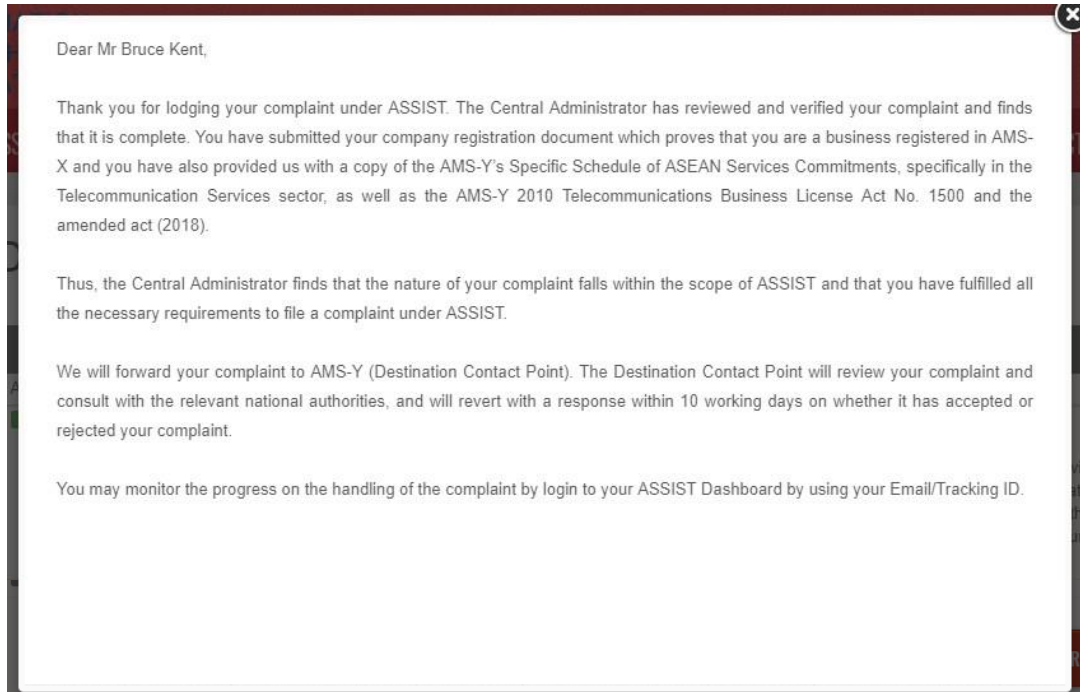 Dear Mr Bruce Kent,
Thank you for lodging your complaint under ASSIST. The Central Administrator has reviewed and verified your complaint and finds
that it is complete. You have submitted your company registration document which proves that you are a business registered in AMS-
X and you have also provided us with a copy of the AMS-Y's Specific Schedule of ASEAN Services Commitments, specifically in the
Telecommunication Services sector, as well as the AMS-Y 2010 Telecommunications Business License Act No. 1500 and the
amended act (2018).
Thus, the Central Administrator finds that the nature of your complaint falls within the scope of ASSIST and that you have fulfilled all
the necessary requirements to file a complaint under ASSIST.
We will forward your complaint to AMS-Y (Destination Contact Point). The Destination Contact Point will review your complaint and
consult with the relevant national authorities, and will revert with a response within 10 working days on whether it has accepted or
rejected your complaint.
You may monitor the progress on the handling of the complaint by login to your ASSIST Dashboard by using your Email/Tracking ID.